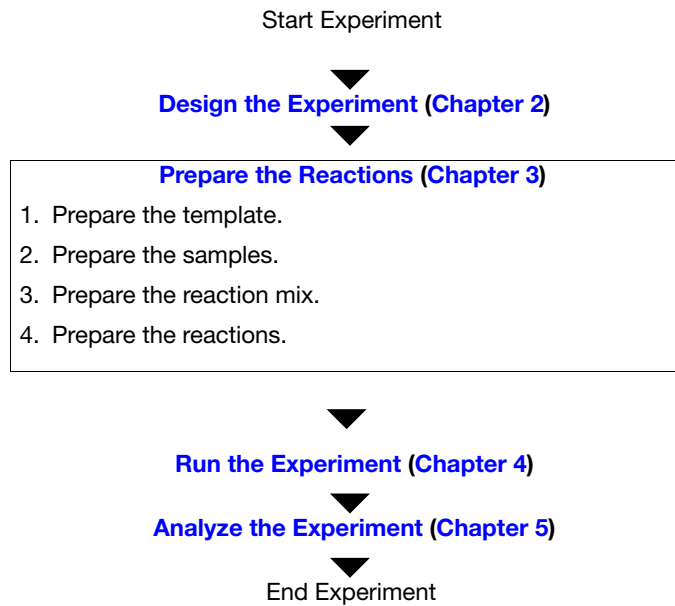 Start Experiment
Design the Experiment (Chapter 2)
Prepare the Reactions (Chapter 3)
1. Prepare the template.
2. Prepare the samples.
3. Prepare the reaction mix.
4. Prepare the reactions.
Run the Experiment (Chapter 4)
Analyze the Experiment (Chapter 5)
End Experiment